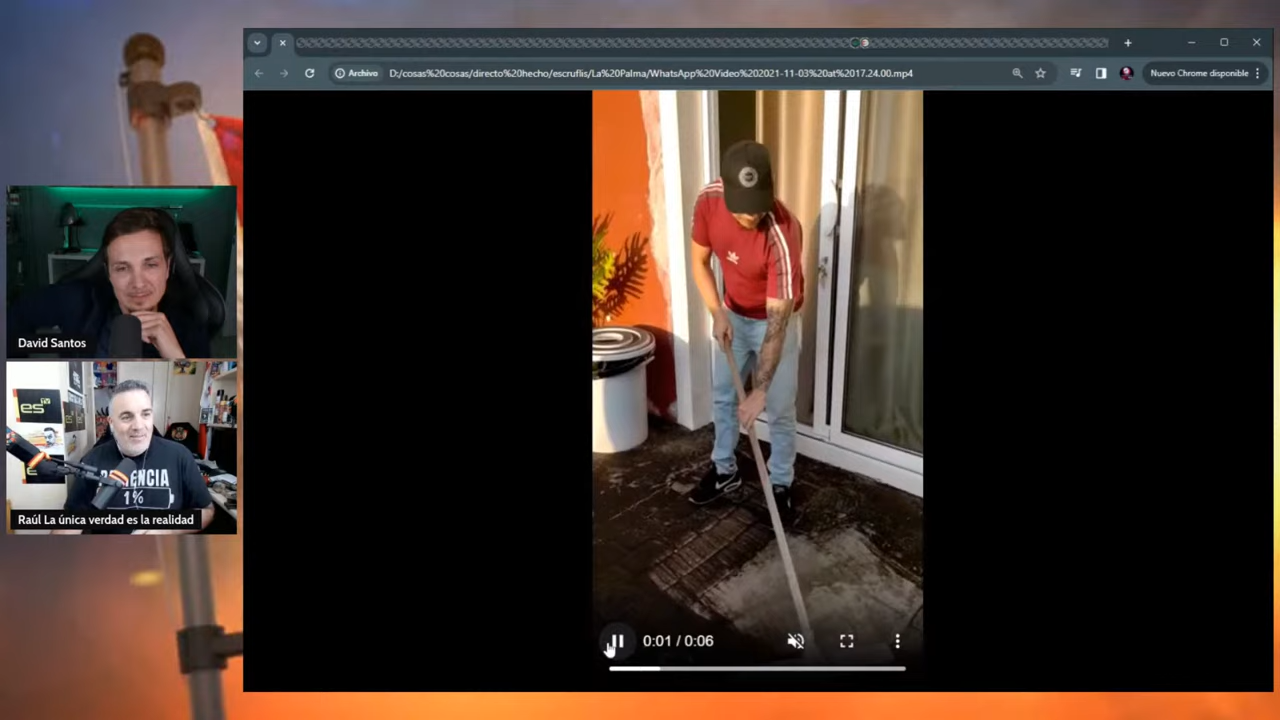 Archivo
D:/cosas%20cosas/directo%20hecho/escruflis/La%20Palma/WhatsApp%20Video%202021-11-03%20at%2017.24.00.mp4
Nuevo Chrome disponible
David Santos
es
1%
Raúl La única verdad es la realidad
0:01 / 0:06